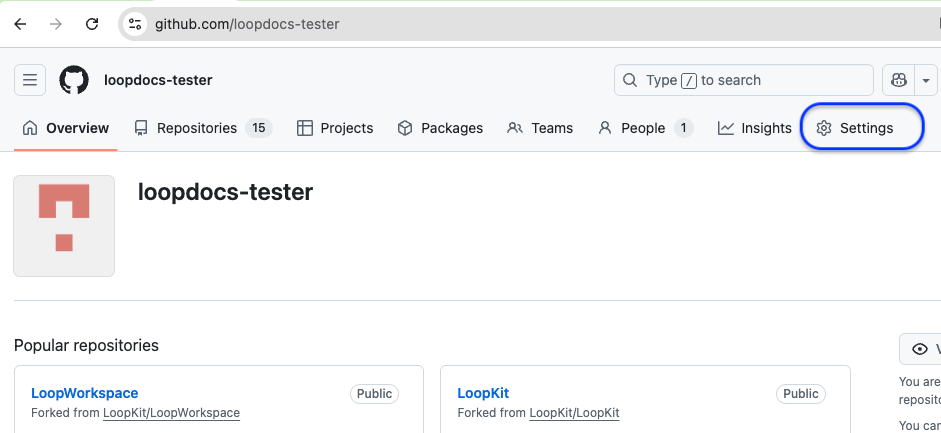 github.com/loopdocs-tester
loopdocs-tester
Type / to search
Overview Repositories 15 Projects Packages Teams People 1 Insights Settings
loopdocs-tester
Popular repositories
LoopWorkspace Public
Forked from LoopKit/LoopWorkspace
LoopKit Public
Forked from LoopKit/LoopKit
You are
You can